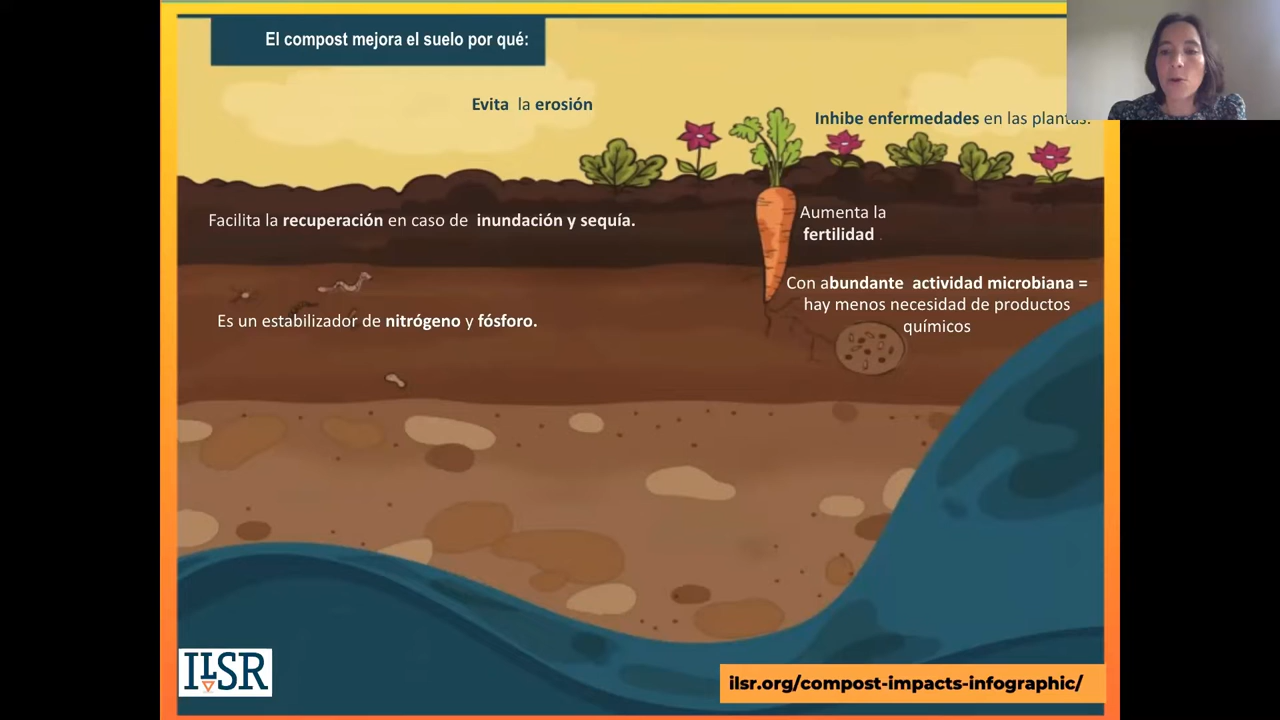 El compost mejora el suelo por qué:
Evita la erosión
Inhibe enfermedades en las plantas.
Facilita la recuperación en caso de inundación y sequía.
Aumenta la
fertilidad
Con abundante actividad microbiana =
hay menos necesidad de productos
químicos
Es un estabilizador de nitrógeno y fósforo.
ILSR
ilsr.org/compost-impacts-infographic/